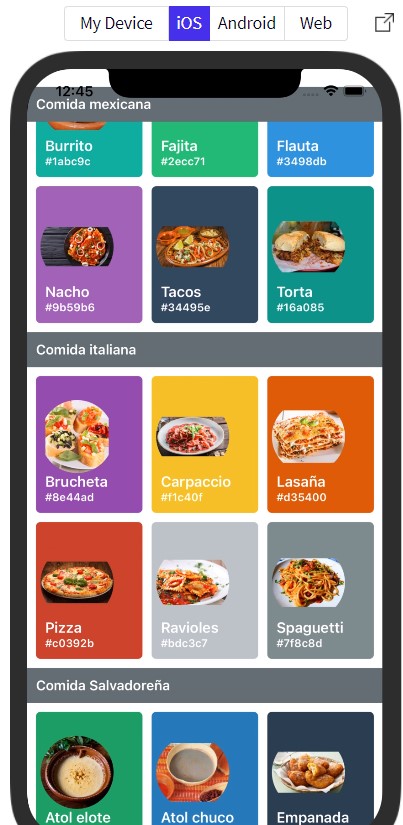 My Device iOS Android Web
12:45
Comida mexicana
Burrito Fajita Flauta
#1abc9c #2ecc71 #3498db
Nacho Tacos Torta
#9b59b6 #34495e #16a085
Comida italiana
Brucheta Carpaccio Lasaña
#8e44ad #f1c40f #d35400
Pizza Ravioles Spaguetti
#c0392b #bdc3c7 #7f8c8d
Comida Salvadoreña
Atol elote Atol chuco Empanada